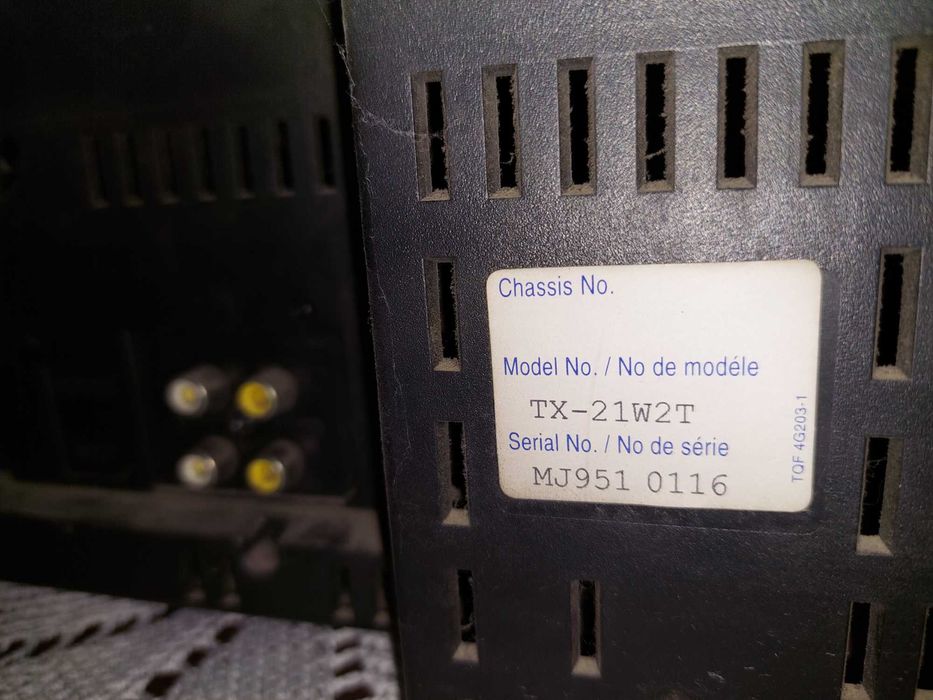 Chassis No.
Model No. / No de modéle
TX-21W2T
Serial No. / No de série
MJ951 0116
TQF 4G203-1